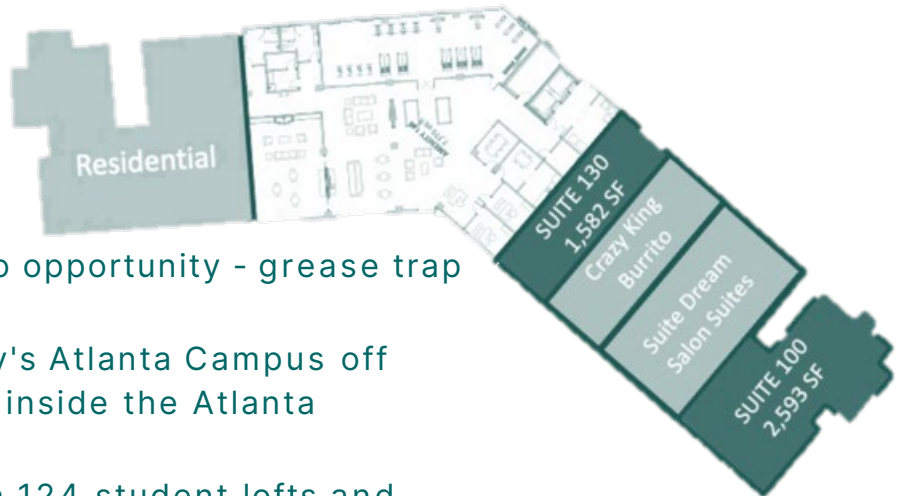 Residential
SUITE 130
1,582 SF
Crazy King
Burrito
Suite Dream
Salon Suites
SUITE 100
2,593 SF
opportunity - grease trap
y's Atlanta Campus off
inside the Atlanta
124 student lofts and